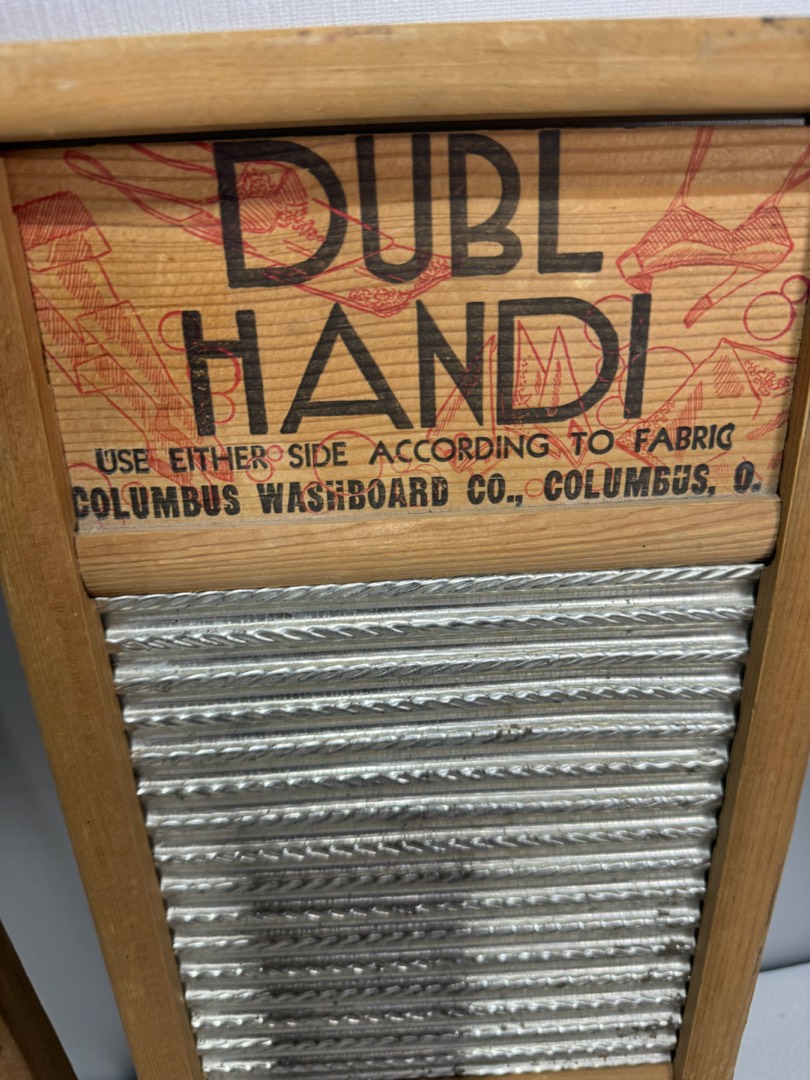 DUBL
HANDI
USE EITHER SIDE ACCORDING TO FABRIC
COLUMBUS WASHBOARD CO., COLUMBUS, O.